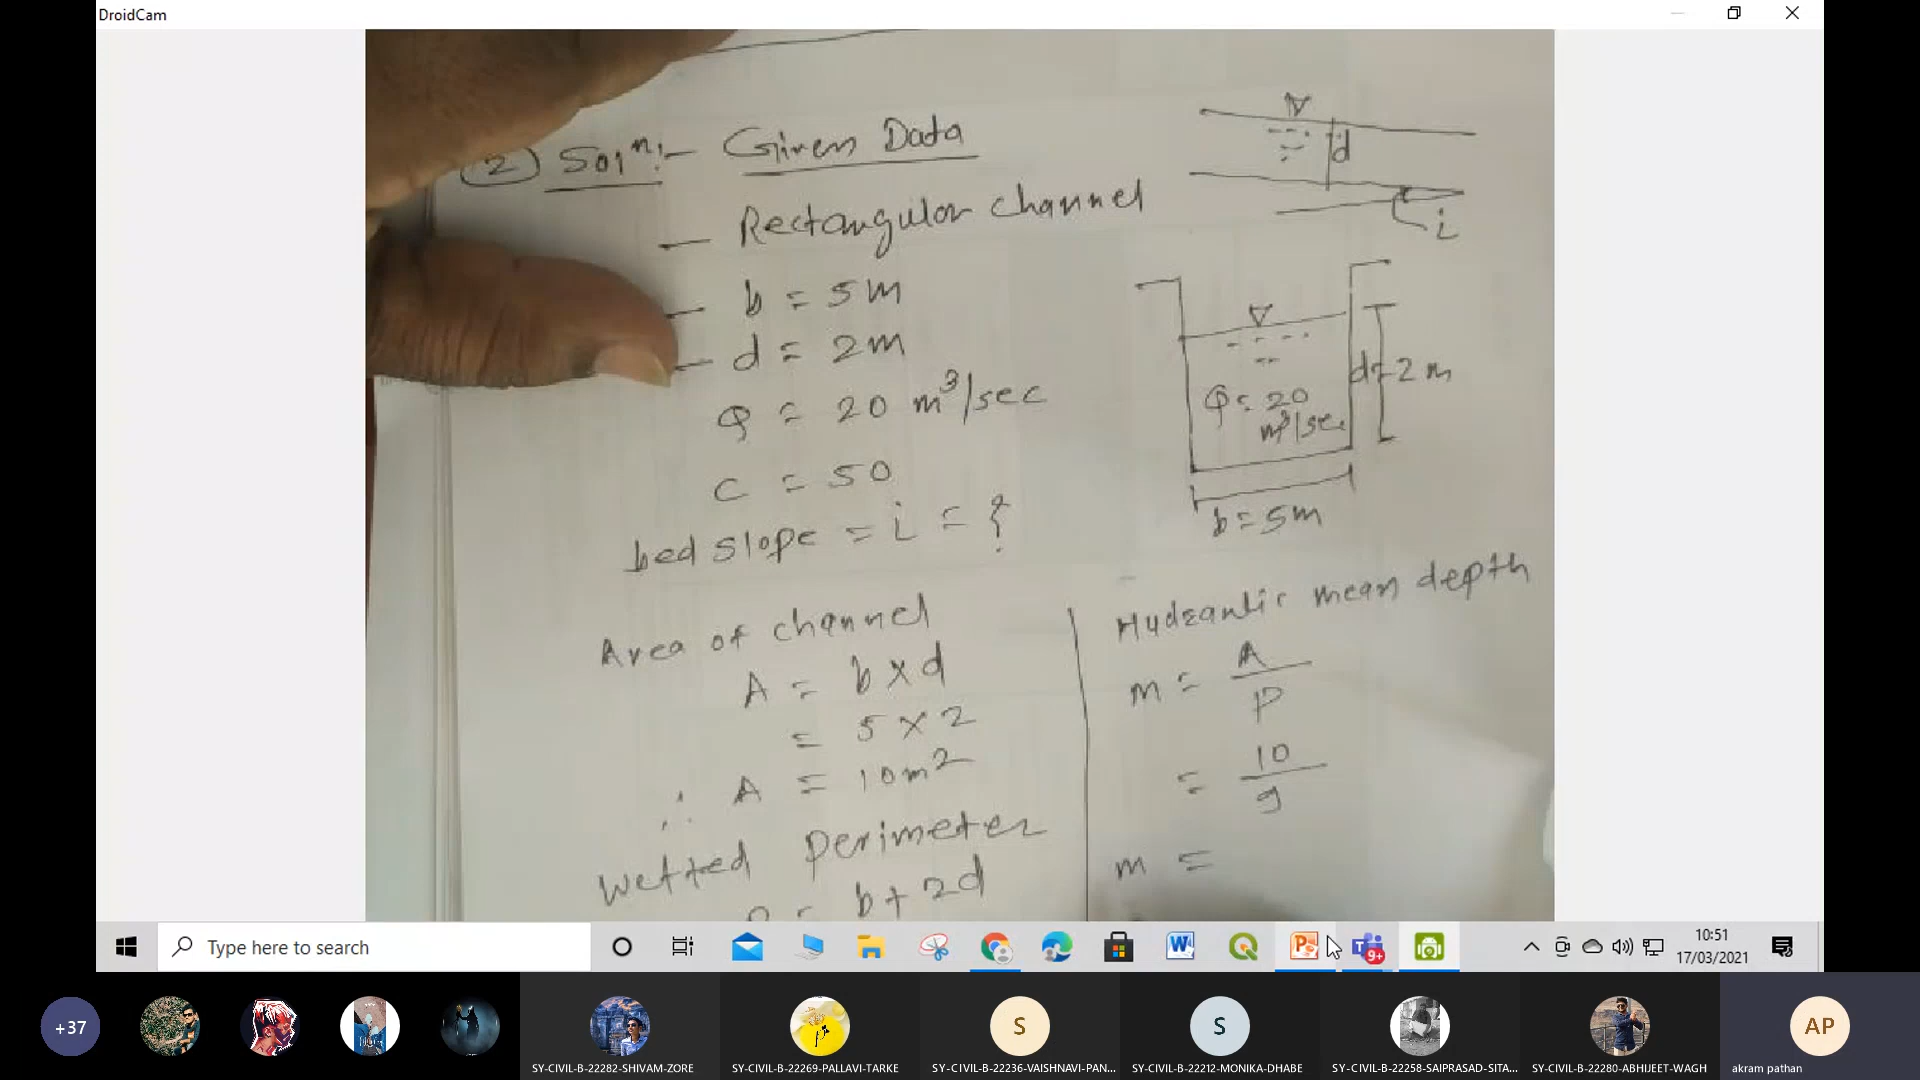 DroidCam
2) Solⁿ:- Given Data
— Rectangular channel
— b = 5m
— d = 2m
Q = 20 m³/sec
C = 50
bed slope = i = ?
d
i
Q = 20
m³/sec
d=2m
b=5m
Area of channel
A = b x d
= 5 x 2
∴ A = 10m²
Wetted perimeter
P = b + 2d
Hydraulic mean depth
m = A
P
= 10
9
m =
Type here to search
9+
10:51
17/03/2021
+37
S
S
AP
SY-CIVIL-B-22282-SHIVAM-ZORE
SY-CIVIL-B-22269-PALLAVI-TARKE
SY-CIVIL-B-22236-VAISHNAVI-PAN...
SY-CIVIL-B-22212-MONIKA-DHABE
SY-CIVIL-B-22258-SAIPRASAD-SITA...
SY-CIVIL-B-22280-ABHIJEET-WAGH
akram pathan